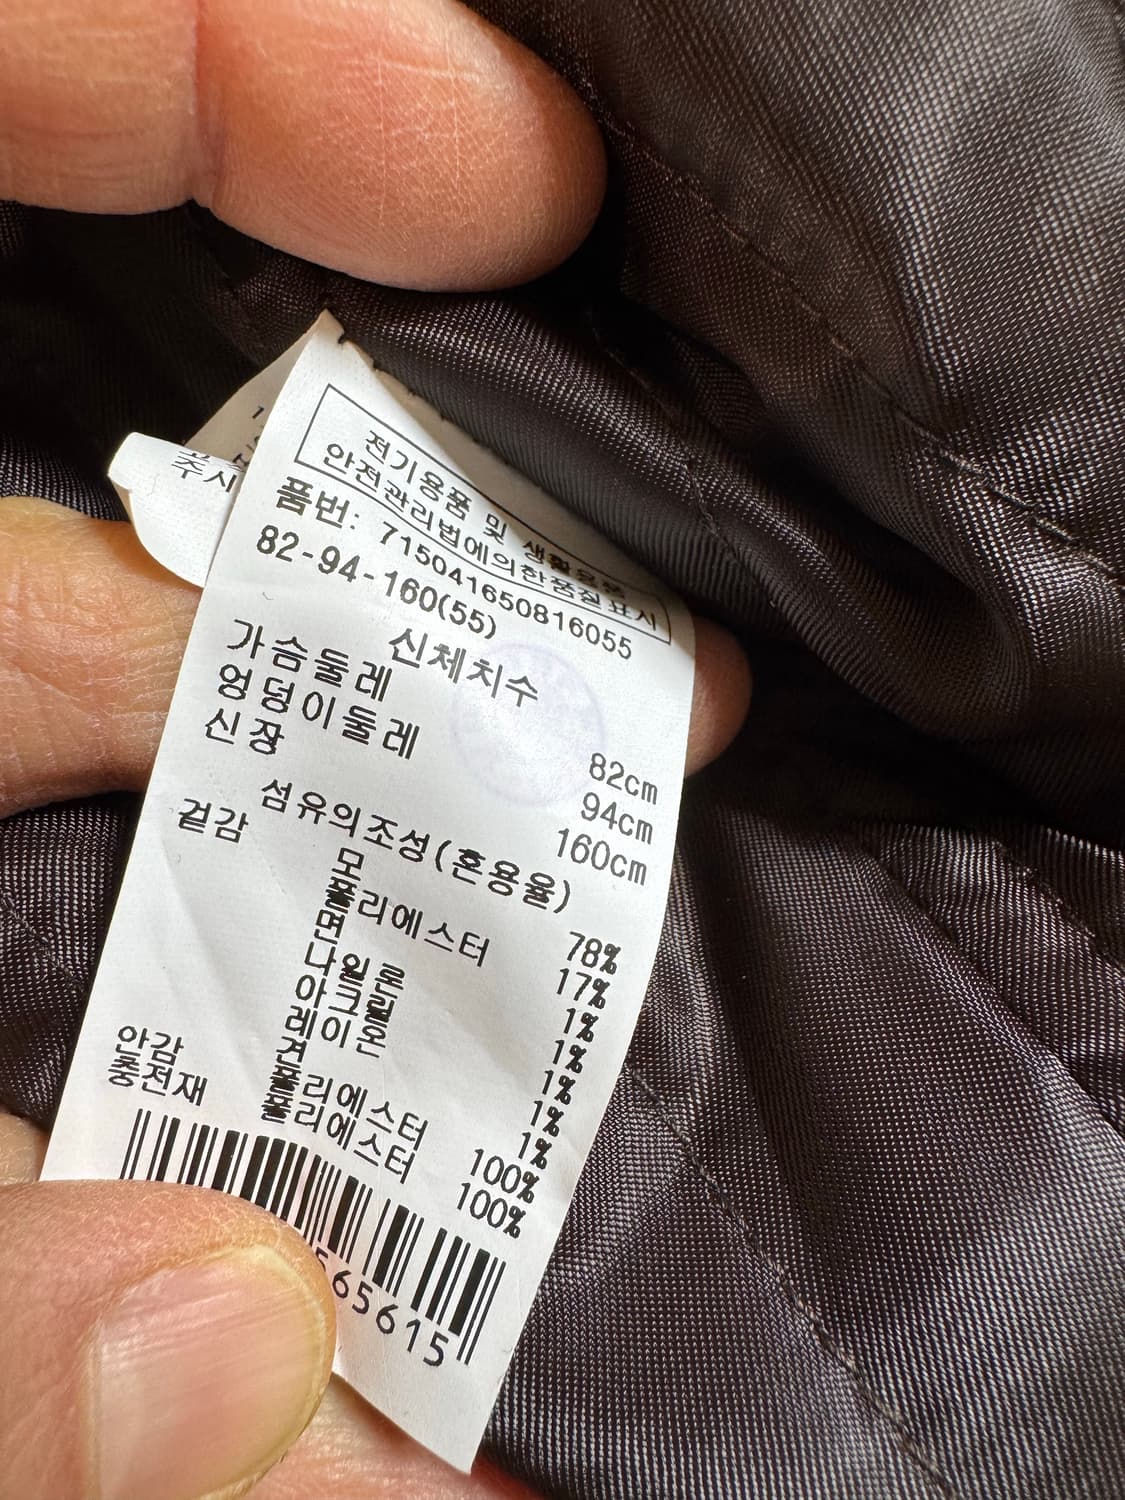 전기용품 및 생활용품
안전관리법에의한품질표시
품번: 715041650816055
82-94-160(55)
신체치수
가슴둘레 82cm
엉덩이둘레 94cm
신장 160cm
섬유의조성(혼용율)
겉감 모 78%
폴리에스터 17%
면 1%
나일론 1%
아크릴 1%
레이온 1%
견 1%
안감 폴리에스터 100%
충전재 폴리에스터 100%
565615
주시